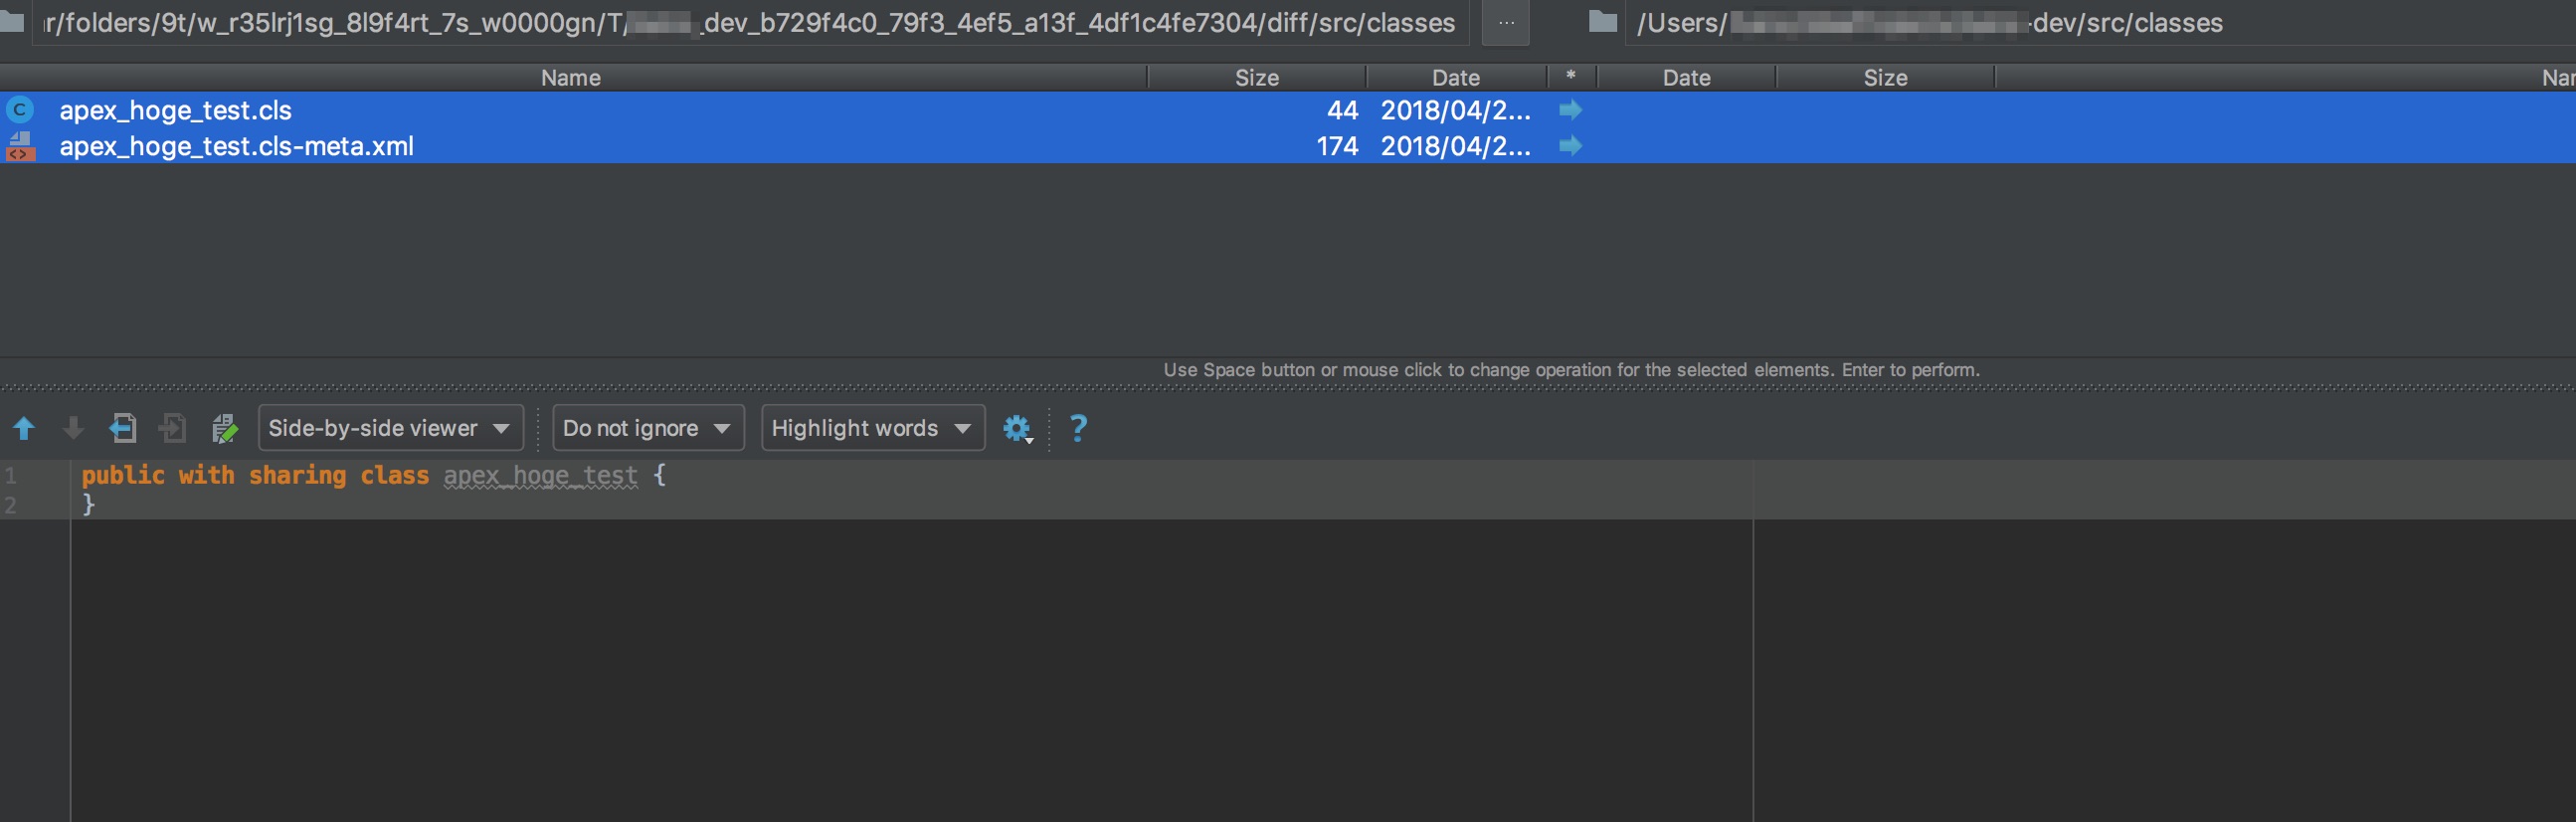 r/folders/9t/w_r35lrj1sg_8l9f4rt_7s_w0000gn/T/ _dev_b729f4c0_79f3_4ef5_a13f_4df1c4fe7304/diff/src/classes ... /Users/ -dev/src/classes
Name Size Date * Date Size Nar
C apex_hoge_test.cls 44 2018/04/2...
<> apex_hoge_test.cls-meta.xml 174 2018/04/2...
Use Space button or mouse click to change operation for the selected elements. Enter to perform.
Side-by-side viewer Do not ignore Highlight words ?
1 public with sharing class apex_hoge_test {
2 }